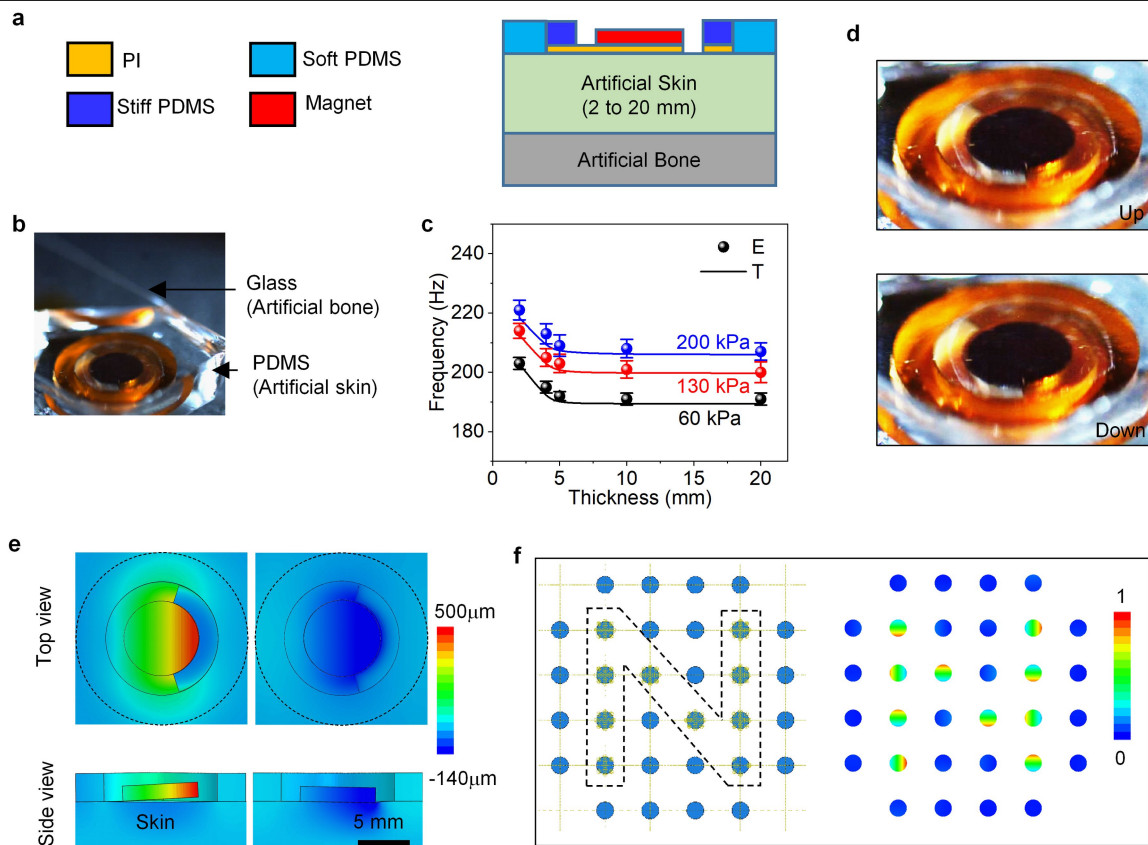 a
PI
Soft PDMS
Stiff PDMS
Magnet
Artificial Skin
(2 to 20 mm)
Artificial Bone
b
Glass
(Artificial bone)
PDMS
(Artificial skin)
c
Frequency (Hz)
240
220
200
180
E
T
200 kPa
130 kPa
60 kPa
0
5
10
15
20
Thickness (mm)
d
Up
Down
e
Top view
500μm
-140μm
Side view
Skin
5 mm
f
1
0